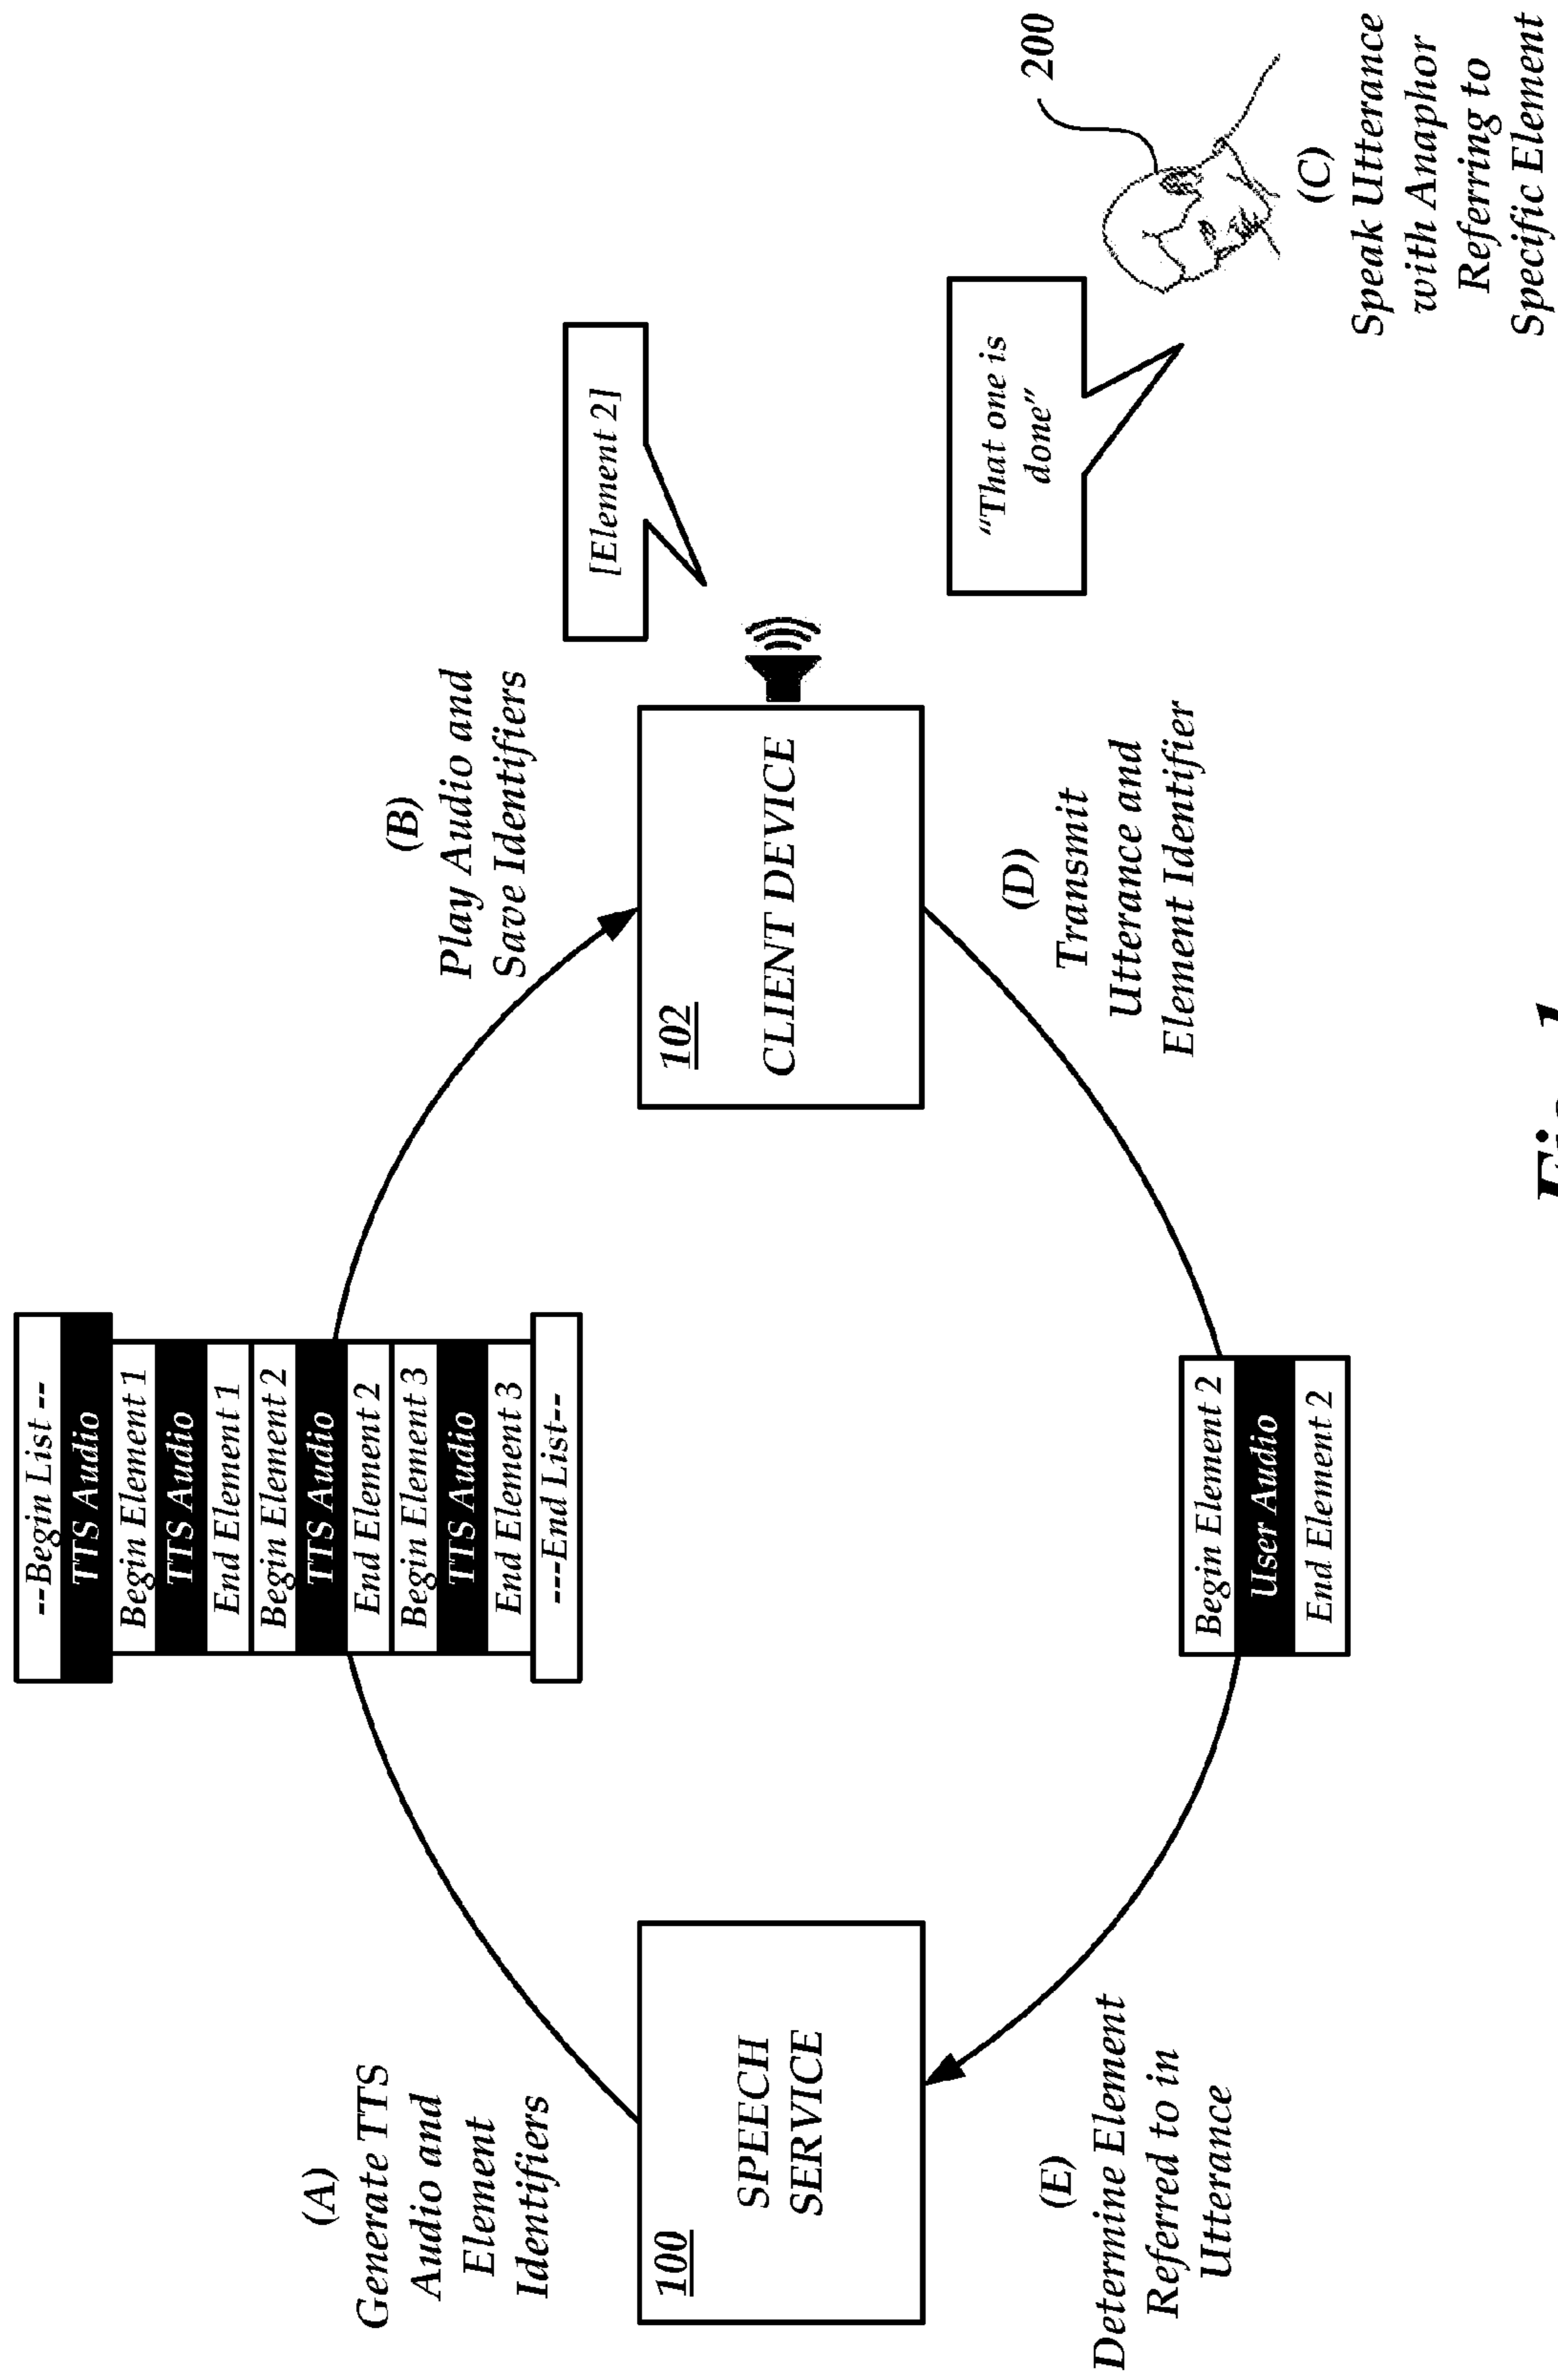 (A)
Generate TTS
Audio and
Element
Identifiers
--Begin List --
TTS Audio
Begin Element 1
TTS Audio
End Element 1
Begin Element 2
TTS Audio
End Element 2
Begin Element 3
TTS Audio
End Element 3
---End List--
(B)
Play Audio and
Save Identifiers
[Element 2]
100
SPEECH
SERVICE
102
CLIENT DEVICE
"That one is
done"
200
(C)
Speak Utterance
with Anaphor
Referring to
Specific Element
(D)
Transmit
Utterance and
Element Identifier
Begin Element 2
User Audio
End Element 2
(E)
Determine Element
Referred to in
Utterance